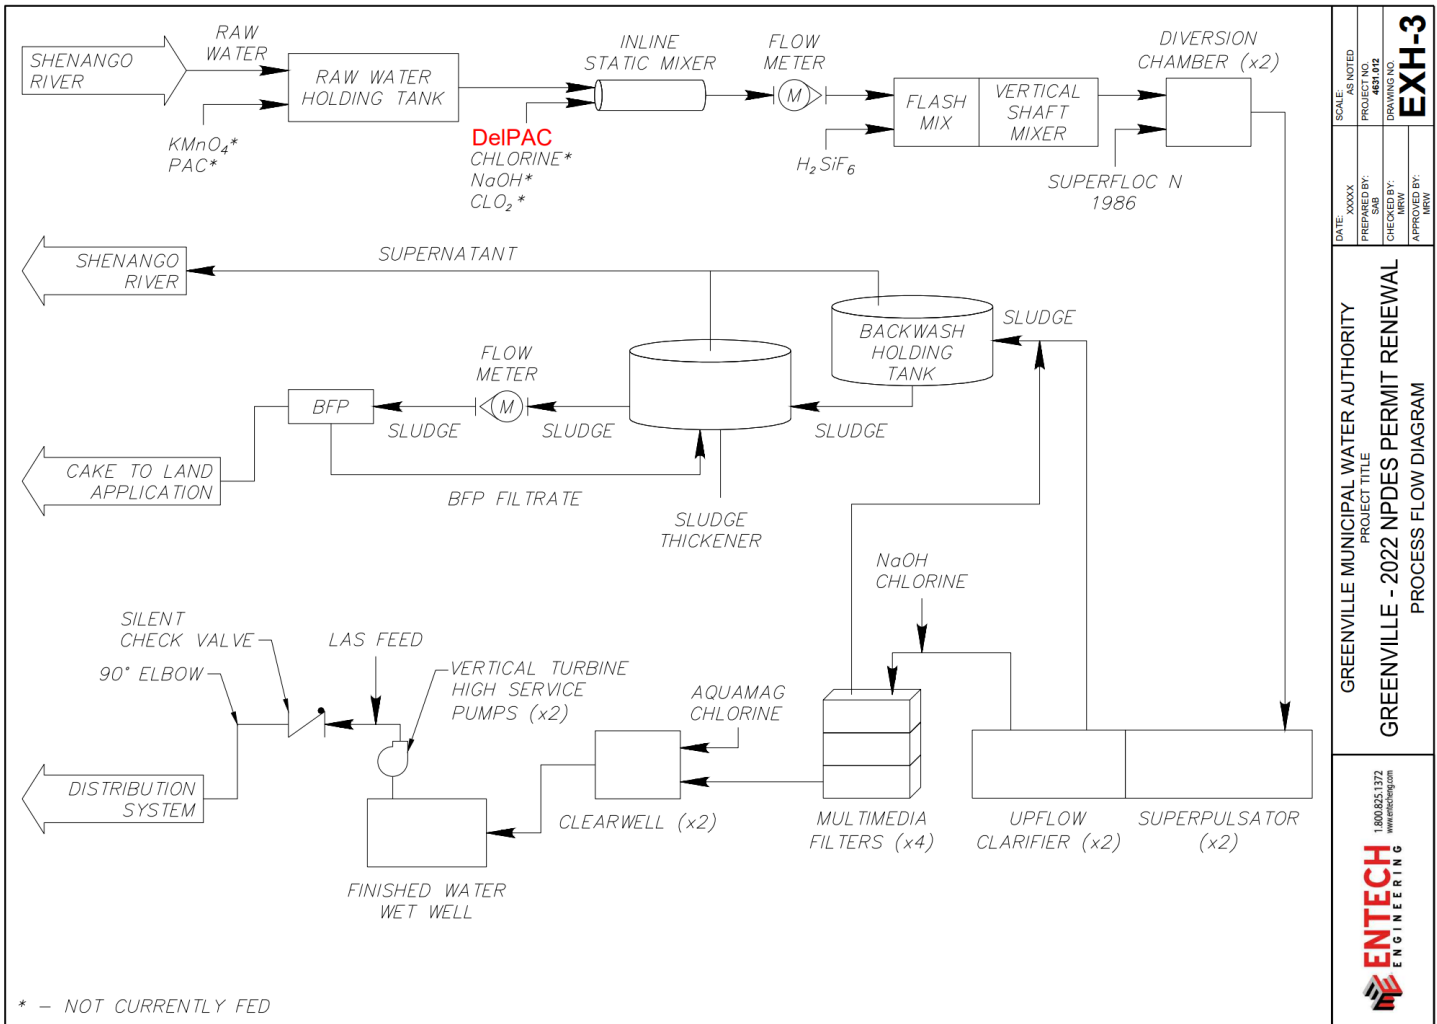 SHENANGO
RIVER
RAW
WATER
RAW WATER
HOLDING TANK
KMnO₄*
PAC*
INLINE
STATIC MIXER
DelPAC
CHLORINE*
NaOH*
CLO₂*
FLOW
METER
M
FLASH
MIX
VERTICAL
SHAFT
MIXER
H₂SiF₆
DIVERSION
CHAMBER (x2)
SUPERFLOC N
1986
SHENANGO
RIVER
SUPERNATANT
BACKWASH
HOLDING
TANK
SLUDGE
FLOW
METER
M
BFP
SLUDGE
SLUDGE
SLUDGE
CAKE TO LAND
APPLICATION
BFP FILTRATE
SLUDGE
THICKENER
NaOH
CHLORINE
SILENT
CHECK VALVE
90° ELBOW
LAS FEED
VERTICAL TURBINE
HIGH SERVICE
PUMPS (x2)
AQUAMAG
CHLORINE
DISTRIBUTION
SYSTEM
CLEARWELL (x2)
MULTIMEDIA
FILTERS (x4)
UPFLOW
CLARIFIER (x2)
SUPERPULSATOR
(x2)
FINISHED WATER
WET WELL
* – NOT CURRENTLY FED
SCALE:
AS NOTED
PROJECT NO.
4631.012
DRAWING NO.
EXH-3
DATE:
XXXXX
PREPARED BY:
SAB
CHECKED BY:
MRW
APPROVED BY:
MRW
GREENVILLE MUNICIPAL WATER AUTHORITY
PROJECT TITLE
GREENVILLE - 2022 NPDES PERMIT RENEWAL
PROCESS FLOW DIAGRAM
ENTECH
ENGINEERING
1.800.825.1372
www.entecheng.com